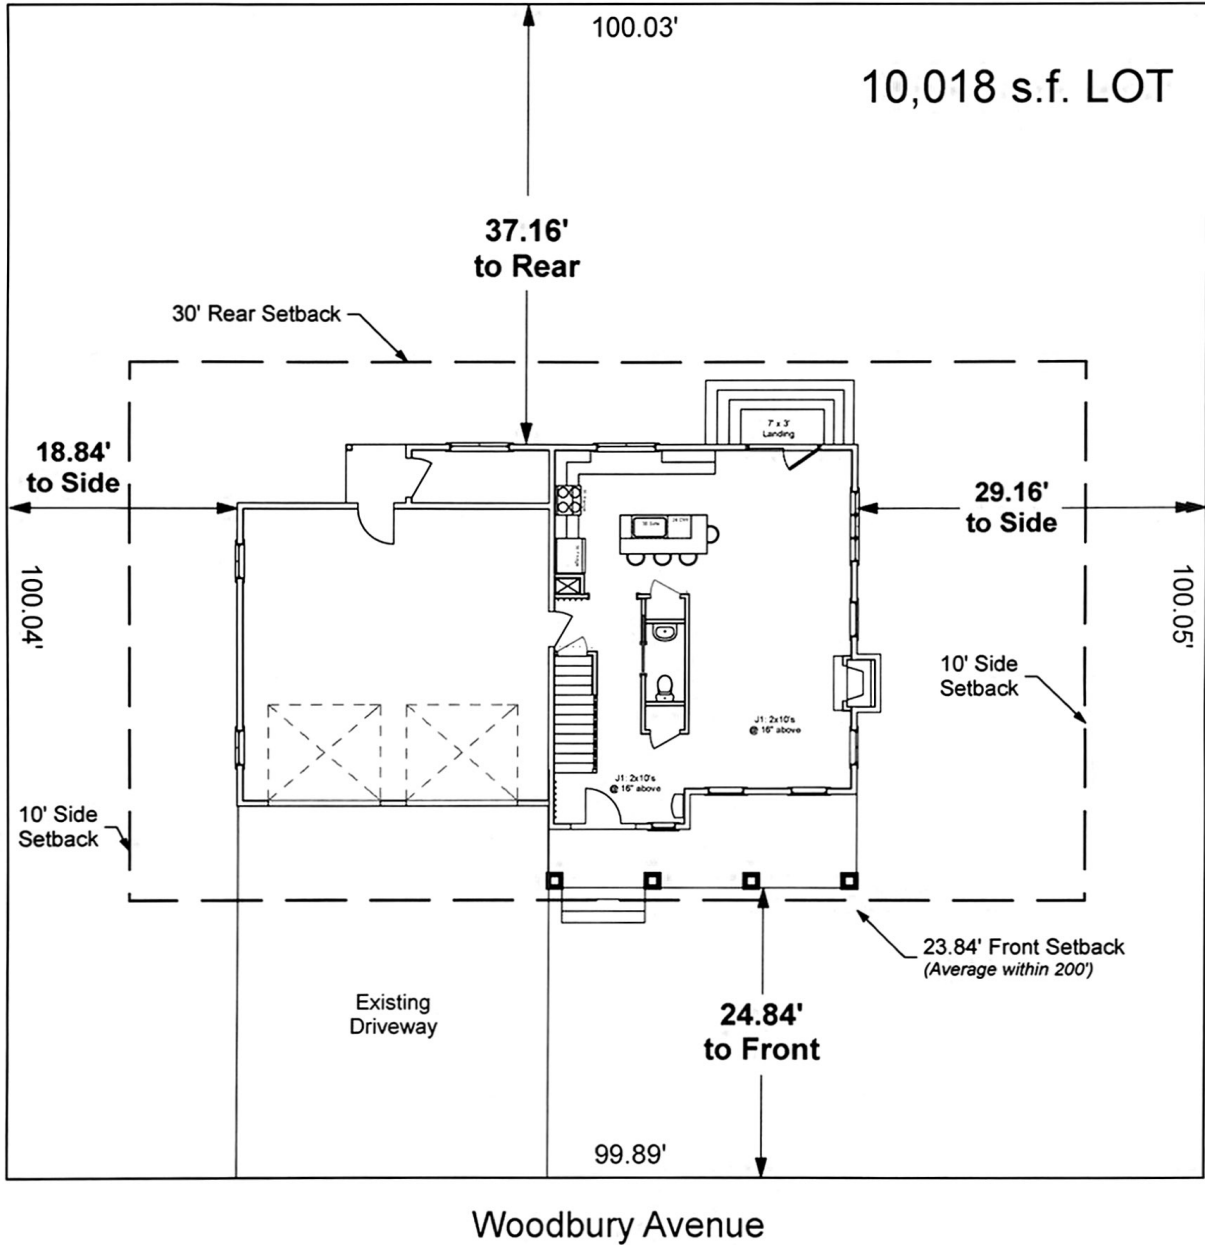 100.03'
10,018 s.f. LOT
37.16'
to Rear
30' Rear Setback
7' x 3'
Landing
18.84'
to Side
29.16'
to Side
100.04'
100.05'
10' Side
Setback
J1: 2x10's
@ 16" above
J1: 2x10's
@ 16" above
10' Side
Setback
23.84' Front Setback
(Average within 200')
Existing
Driveway
24.84'
to Front
99.89'
Woodbury Avenue